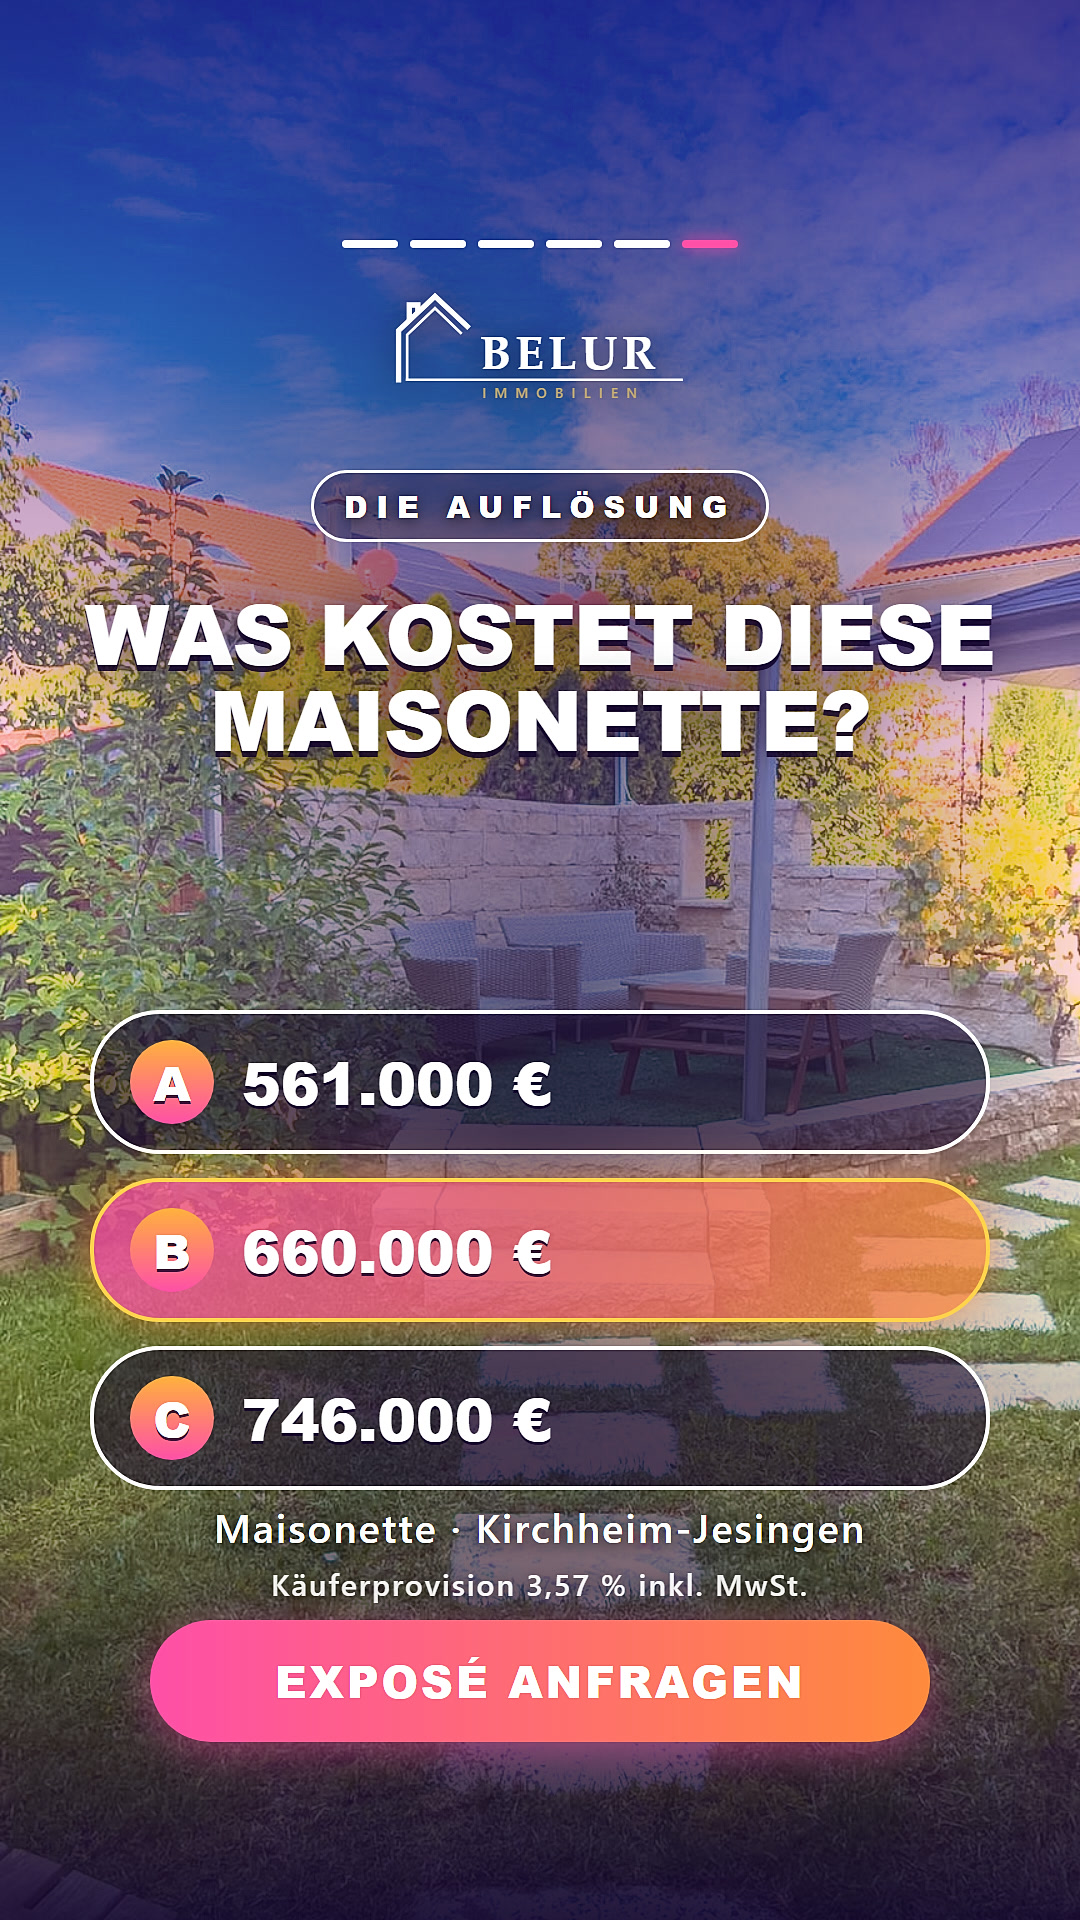 BELUR
IMMOBILIEN
DIE AUFLÖSUNG
WAS KOSTET DIESE
MAISONETTE?
A 561.000 €
B 660.000 €
C 746.000 €
Maisonette · Kirchheim-Jesingen
Käuferprovision 3,57 % inkl. MwSt.
EXPOSÉ ANFRAGEN